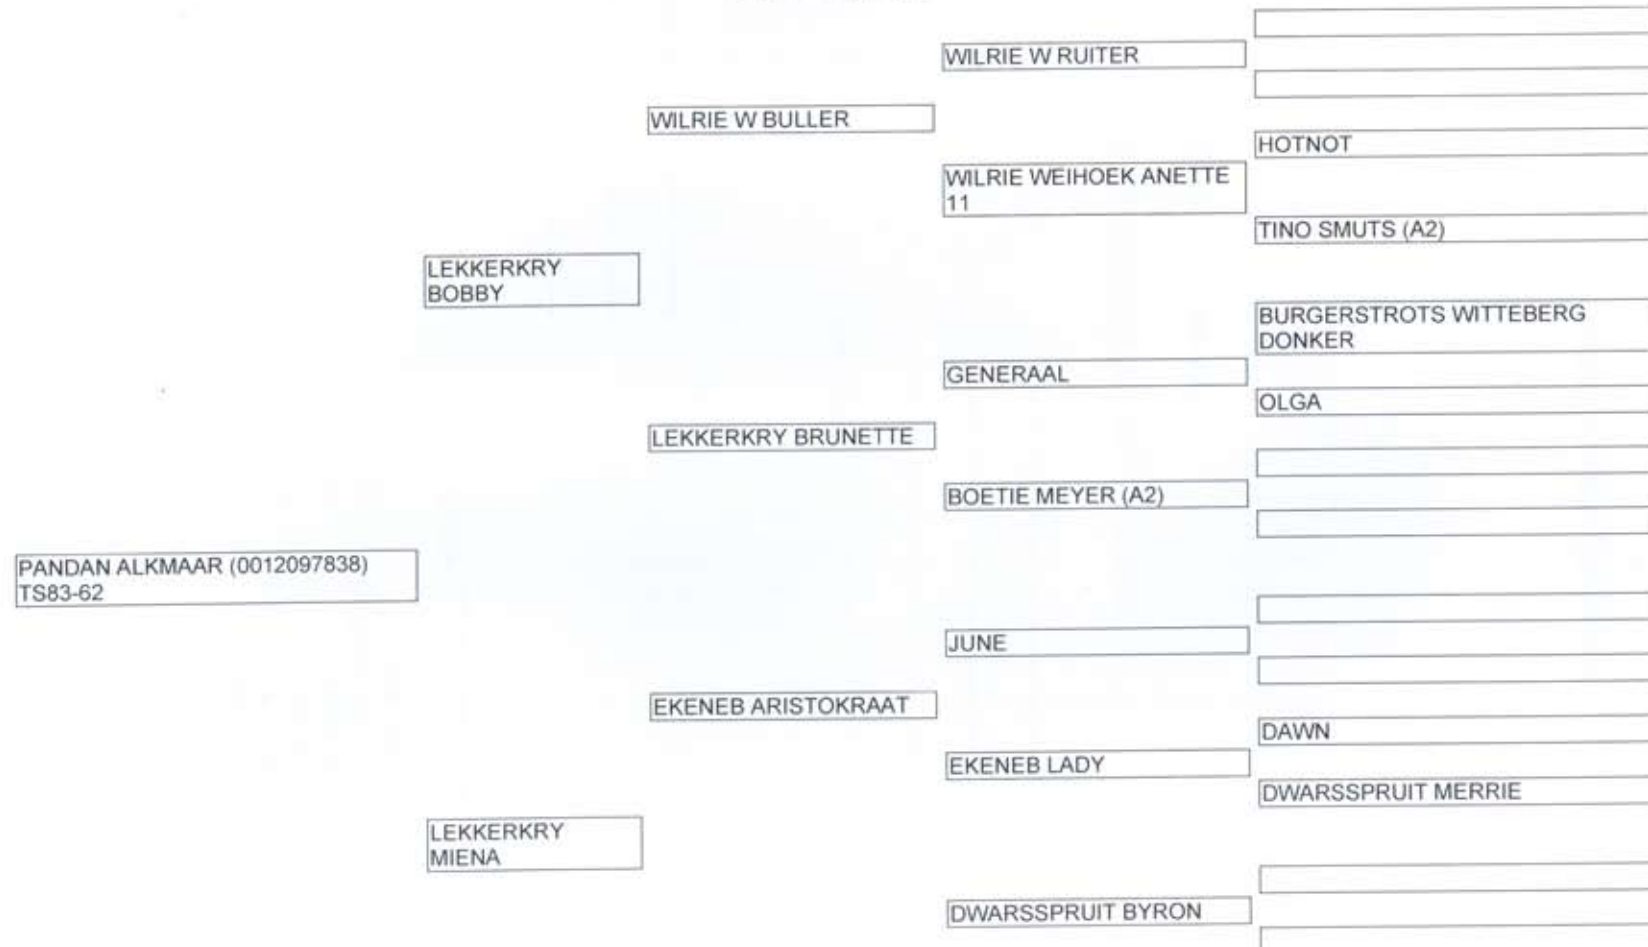 WILRIE W RUITER
WILRIE W BULLER
HOTNOT
WILRIE WEIHOEK ANETTE
11
TINO SMUTS (A2)
LEKKERKRY
BOBBY
BURGERSTROTS WITTEBERG
DONKER
GENERAAL
OLGA
LEKKERKRY BRUNETTE
BOETIE MEYER (A2)
PANDAN ALKMAAR (0012097838)
TS83-62
JUNE
EKENEB ARISTOKRAAT
DAWN
EKENEB LADY
DWARSSPRUIT MERRIE
LEKKERKRY
MIENA
DWARSSPRUIT BYRON